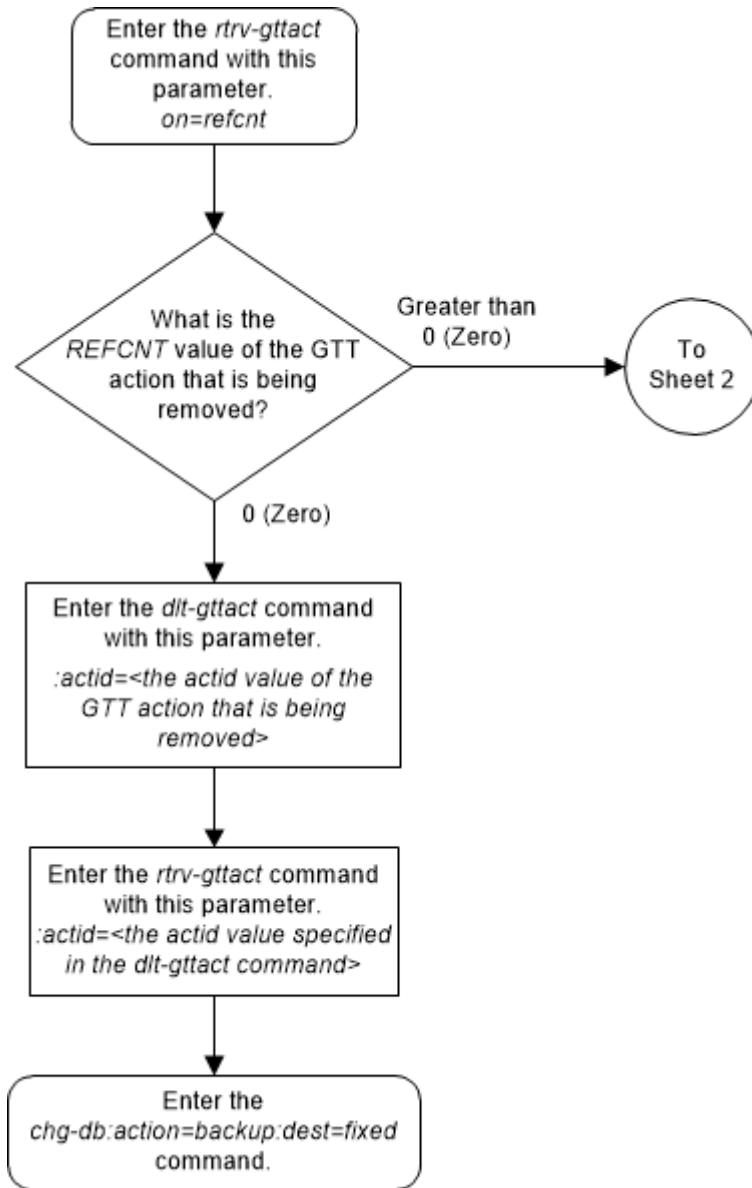 Enter the rtrv-gttact
command with this
parameter.
on=refcnt
What is the
REFCNT value of the GTT
action that is being
removed?
Greater than
0 (Zero)
To
Sheet 2
0 (Zero)
Enter the dlt-gttact command
with this parameter.
:actid=<the actid value of the
GTT action that is being
removed>
Enter the rtrv-gttact command
with this parameter.
:actid=<the actid value specified
in the dlt-gttact command>
Enter the
chg-db:action=backup:dest=fixed
command.